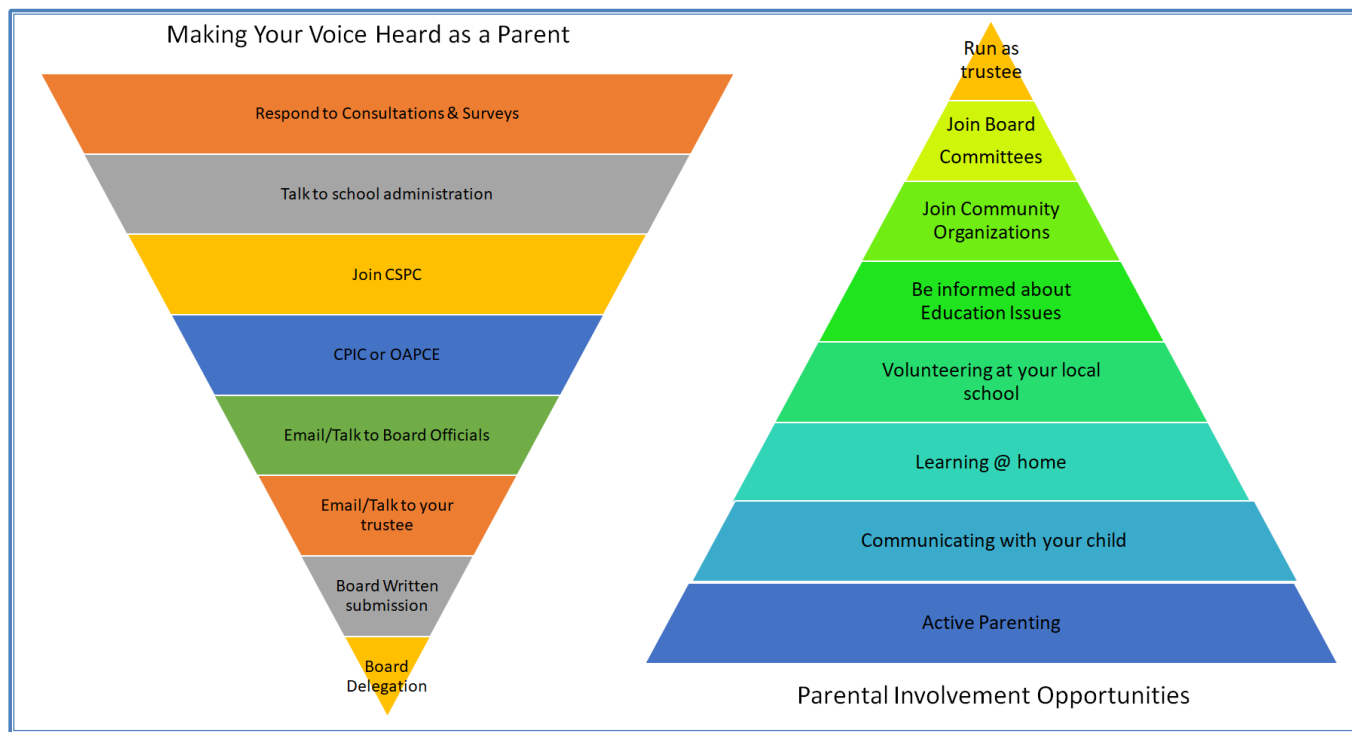 Making Your Voice Heard as a Parent
Respond to Consultations & Surveys
Talk to school administration
Join CSPC
CPIC or OAPCE
Email/Talk to Board Officials
Email/Talk to your
trustee
Board Written
submission
Board
Delegation
Run as
trustee
Join Board
Committees
Join Community
Organizations
Be informed about
Education Issues
Volunteering at your local
school
Learning @ home
Communicating with your child
Active Parenting
Parental Involvement Opportunities